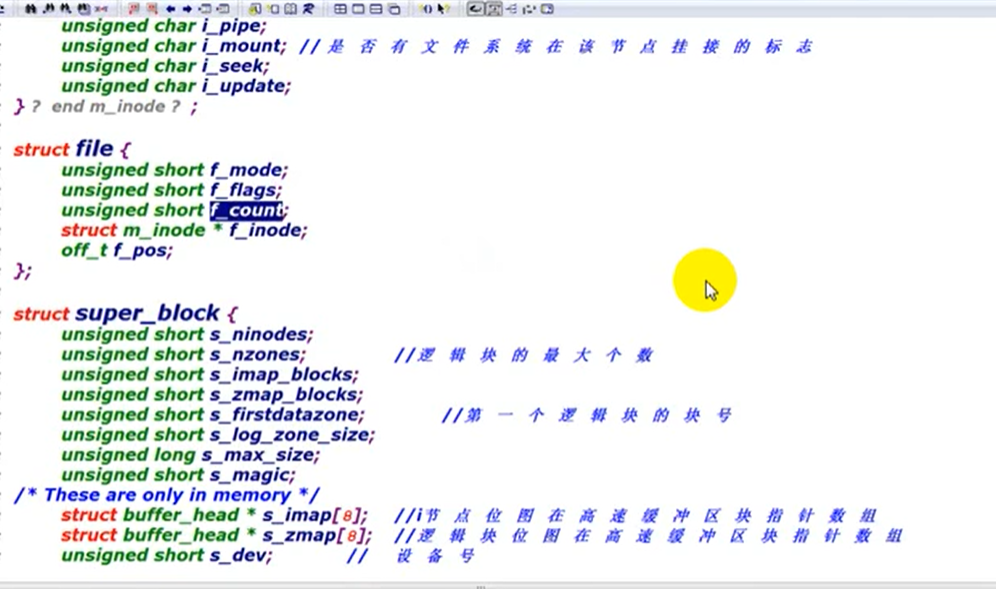 unsigned char i_pipe;
unsigned char i_mount; //是否有文件系统在该节点挂接的标志
unsigned char i_seek;
unsigned char i_update;
} ? end m_inode ? ;
struct file {
unsigned short f_mode;
unsigned short f_flags;
unsigned short f_count;
struct m_inode * f_inode;
off_t f_pos;
};
struct super_block {
unsigned short s_ninodes;
unsigned short s_nzones; //逻辑块的最大个数
unsigned short s_imap_blocks;
unsigned short s_zmap_blocks;
unsigned short s_firstdatazone; //第一个逻辑块的块号
unsigned short s_log_zone_size;
unsigned long s_max_size;
unsigned short s_magic;
/* These are only in memory */
struct buffer_head * s_imap[8]; //i节点位图在高速缓冲区块指针数组
struct buffer_head * s_zmap[8]; //逻辑块位图在高速缓冲区块指针数组
unsigned short s_dev; // 设备号